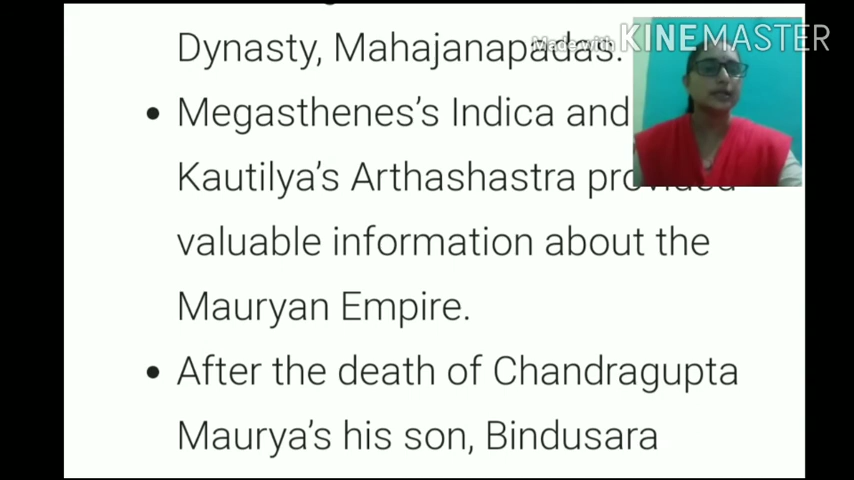 Dynasty, Mahajanapadas.
Made with KINEMASTER
• Megasthenes's Indica and
Kautilya's Arthashastra provided
valuable information about the
Mauryan Empire.
• After the death of Chandragupta
Maurya's his son, Bindusara